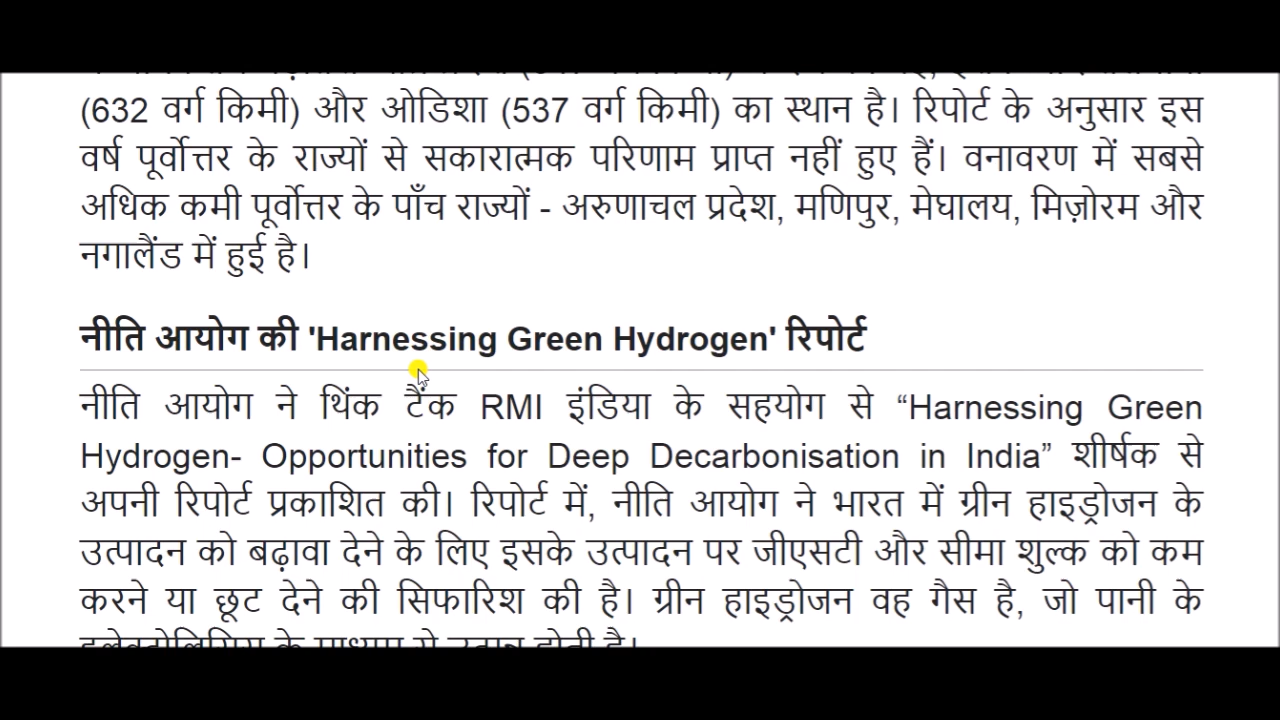 (632 वर्ग किमी) और ओडिशा (537 वर्ग किमी) का स्थान है। रिपोर्ट के अनुसार इस
वर्ष पूर्वोत्तर के राज्यों से सकारात्मक परिणाम प्राप्त नहीं हुए हैं। वनावरण में सबसे
अधिक कमी पूर्वोत्तर के पाँच राज्यों - अरुणाचल प्रदेश, मणिपुर, मेघालय, मिज़ोरम और
नगालैंड में हुई है।
नीति आयोग की 'Harnessing Green Hydrogen' रिपोर्ट
नीति आयोग ने थिंक टैंक RMI इंडिया के सहयोग से “Harnessing Green
Hydrogen- Opportunities for Deep Decarbonisation in India” शीर्षक से
अपनी रिपोर्ट प्रकाशित की। रिपोर्ट में, नीति आयोग ने भारत में ग्रीन हाइड्रोजन के
उत्पादन को बढ़ावा देने के लिए इसके उत्पादन पर जीएसटी और सीमा शुल्क को कम
करने या छूट देने की सिफारिश की है। ग्रीन हाइड्रोजन वह गैस है, जो पानी के
के माध्यम से उत्पन्न होती है।